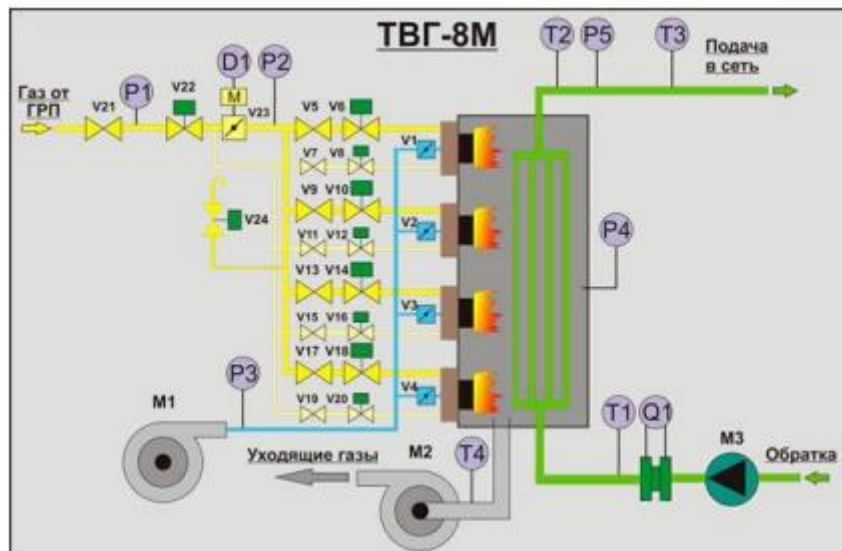 ТВГ-8М
D1
P2
T2
P5
T3
Подача
в сеть
Газ от
ГРП
P1
V22
M
V21
V23
V5
V6
V1
V7
V8
V9
V10
V24
V2
P4
V11
V12
V13
V14
V3
V15
V16
V17
V18
P3
V4
M1
V19
V20
T1
Q1
M3
Уходящие газы
M2
T4
Обратка